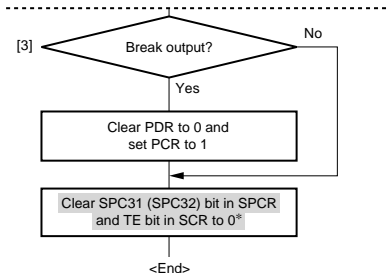 [3]
Break output?
No
Yes
Clear PDR to 0 and
set PCR to 1
Clear SPC31 (SPC32) bit in SPCR
and TE bit in SCR to 0*
<End>